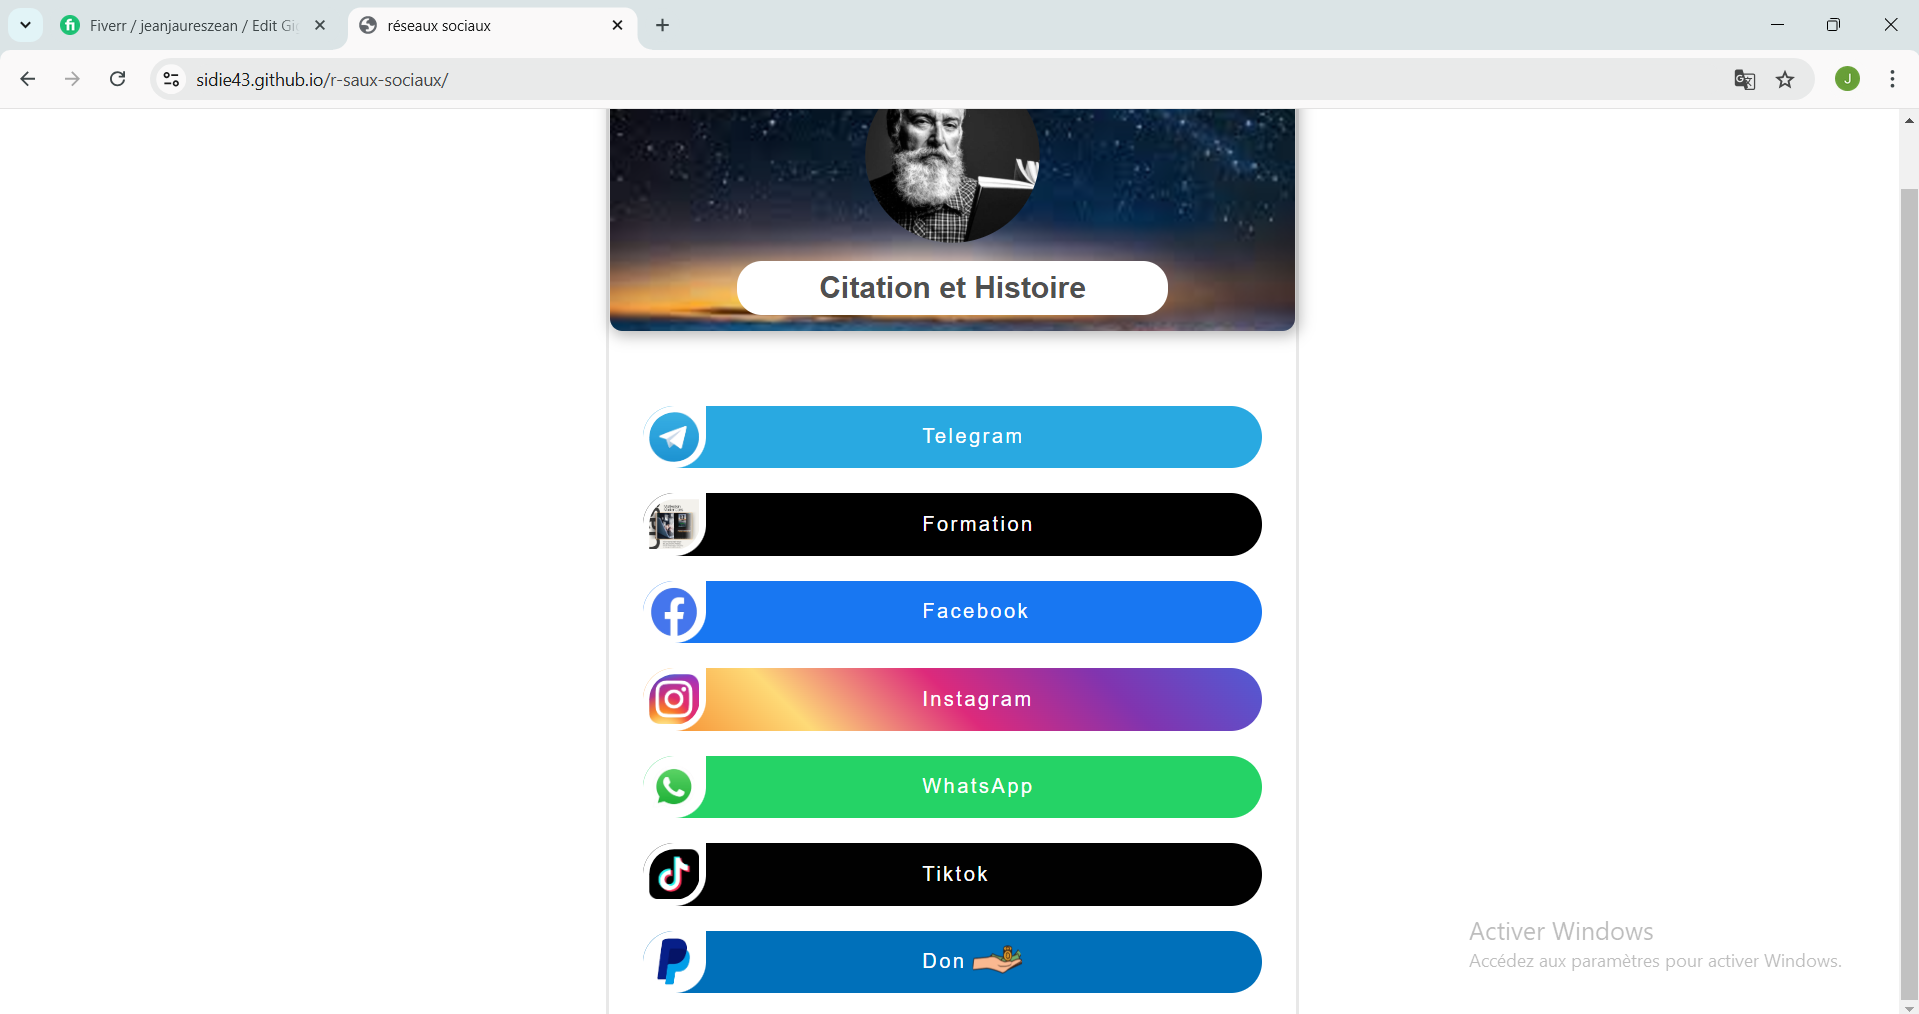 Fiverr / jeanjaureszean / Edit Gi
réseaux sociaux
sidie43.github.io/r-saux-sociaux/
J
Citation et Histoire
Telegram
Formation
Facebook
Instagram
WhatsApp
Tiktok
Don
Activer Windows
Accédez aux paramètres pour activer Windows.